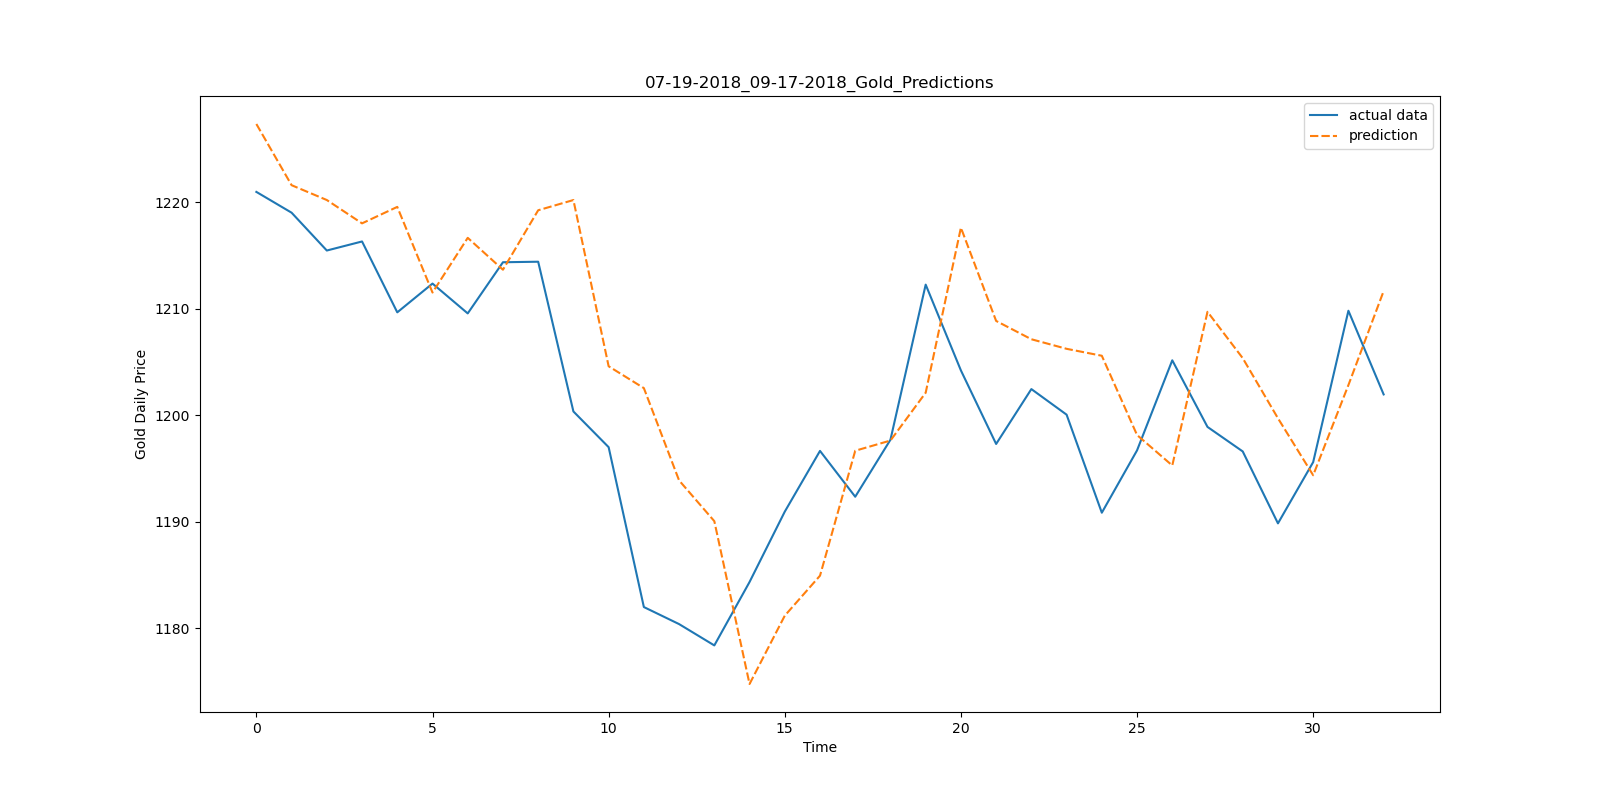 07-19-2018_09-17-2018_Gold_Predictions
actual data
prediction
Gold Daily Price
1220
1210
1200
1190
1180
0 5 10 15 20 25 30
Time